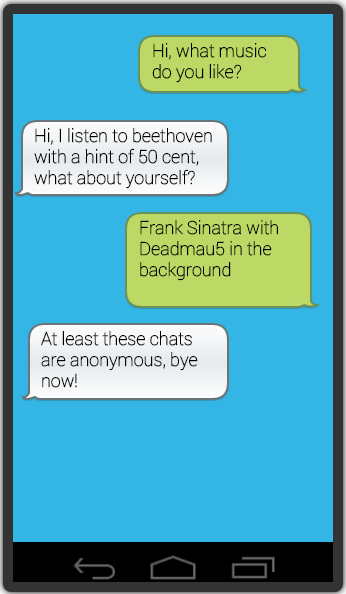 Hi, what music
do you like?
Hi, I listen to beethoven
with a hint of 50 cent,
what about yourself?
Frank Sinatra with
Deadmau5 in the
background
At least these chats
are anonymous, bye
now!